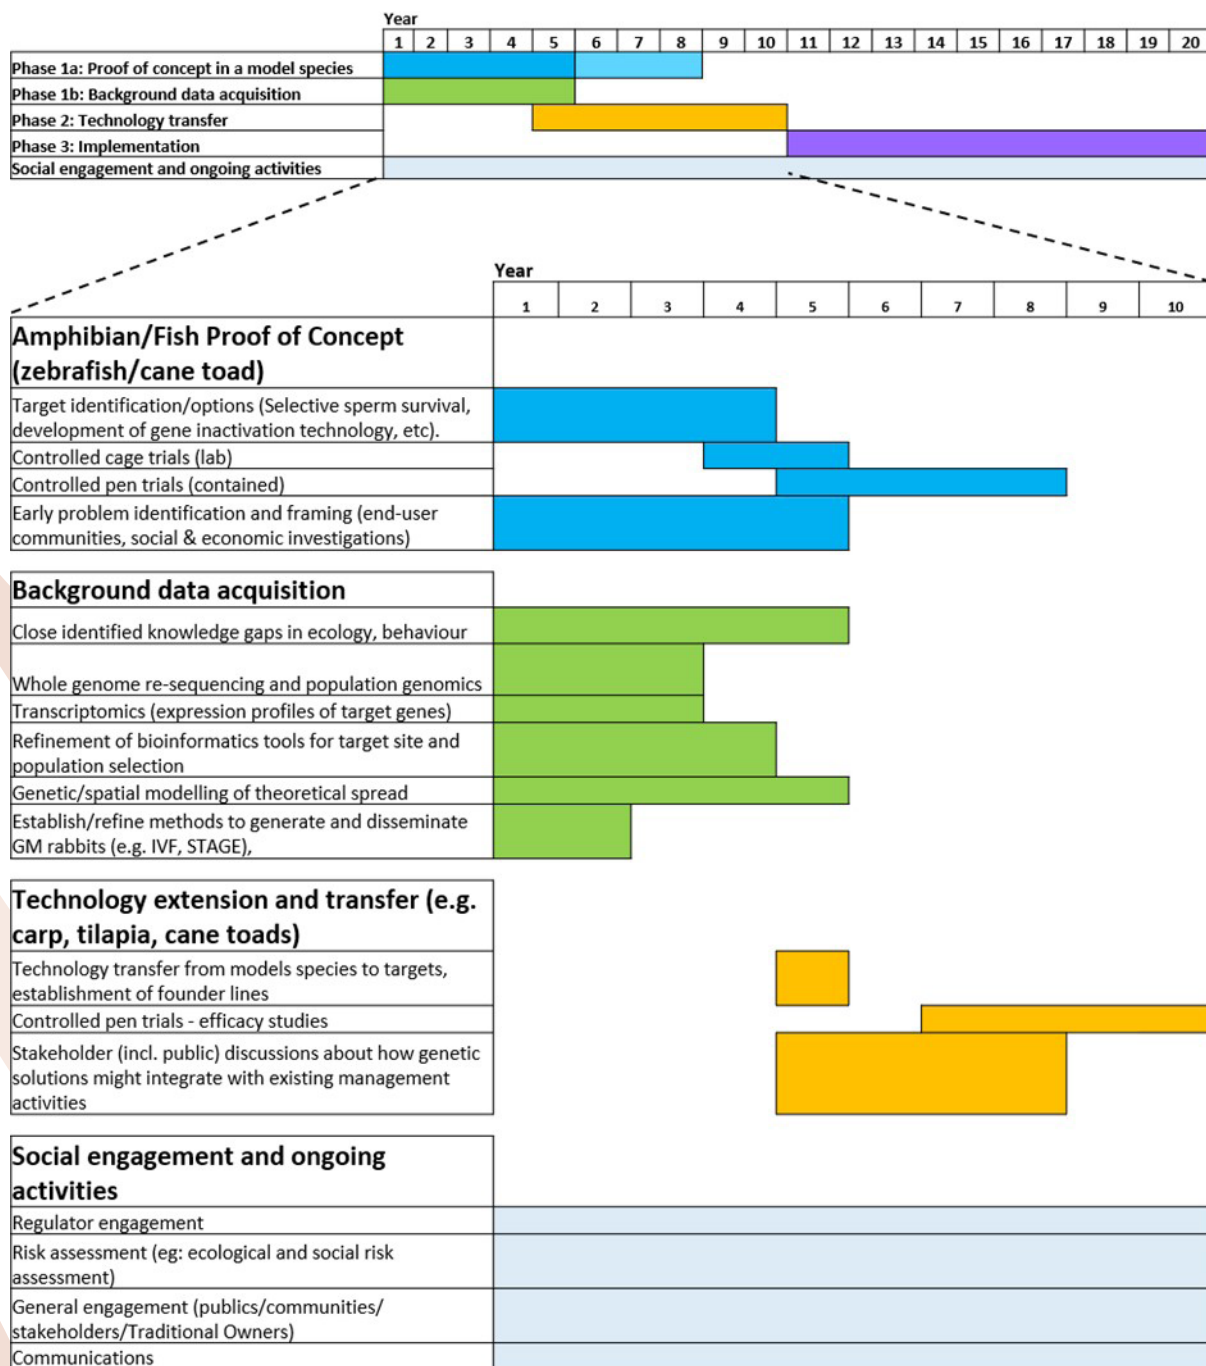 Year
1 2 3 4 5 6 7 8 9 10 11 12 13 14 15 16 17 18 19 20
Phase 1a: Proof of concept in a model species
Phase 1b: Background data acquisition
Phase 2: Technology transfer
Phase 3: Implementation
Social engagement and ongoing activities
Year
1 2 3 4 5 6 7 8 9 10
Amphibian/Fish Proof of Concept
(zebrafish/cane toad)
Target identification/options (Selective sperm survival,
development of gene inactivation technology, etc).
Controlled cage trials (lab)
Controlled pen trials (contained)
Early problem identification and framing (end-user
communities, social & economic investigations)
Background data acquisition
Close identified knowledge gaps in ecology, behaviour
Whole genome re-sequencing and population genomics
Transcriptomics (expression profiles of target genes)
Refinement of bioinformatics tools for target site and
population selection
Genetic/spatial modelling of theoretical spread
Establish/refine methods to generate and disseminate
GM rabbits (e.g. IVF, STAGE),
Technology extension and transfer (e.g.
carp, tilapia, cane toads)
Technology transfer from models species to targets,
establishment of founder lines
Controlled pen trials - efficacy studies
Stakeholder (incl. public) discussions about how genetic
solutions might integrate with existing management
activities
Social engagement and ongoing
activities
Regulator engagement
Risk assessment (eg: ecological and social risk
assessment)
General engagement (publics/communities/
stakeholders/Traditional Owners)
Communications